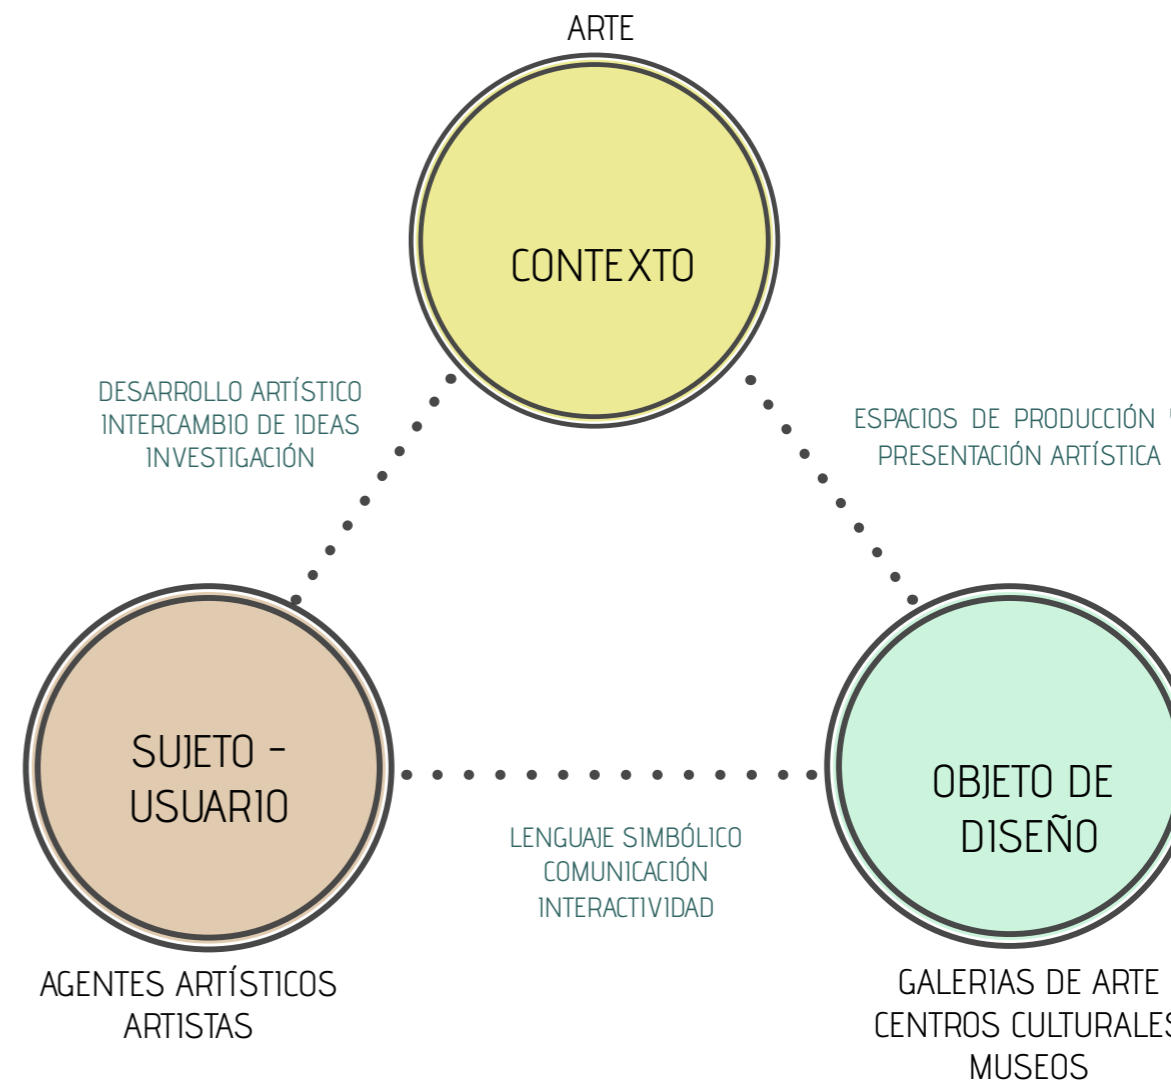 ARTE
CONTEXTO
DESARROLLO ARTÍSTICO
INTERCAMBIO DE IDEAS
INVESTIGACIÓN
ESPACIOS DE PRODUCCIÓN
PRESENTACIÓN ARTÍSTICA
SUJETO -
USUARIO
OBJETO DE
DISEÑO
LENGUAJE SIMBÓLICO
COMUNICACIÓN
INTERACTIVIDAD
AGENTES ARTÍSTICOS
ARTISTAS
GALERIAS DE ARTE
CENTROS CULTURALES
MUSEOS